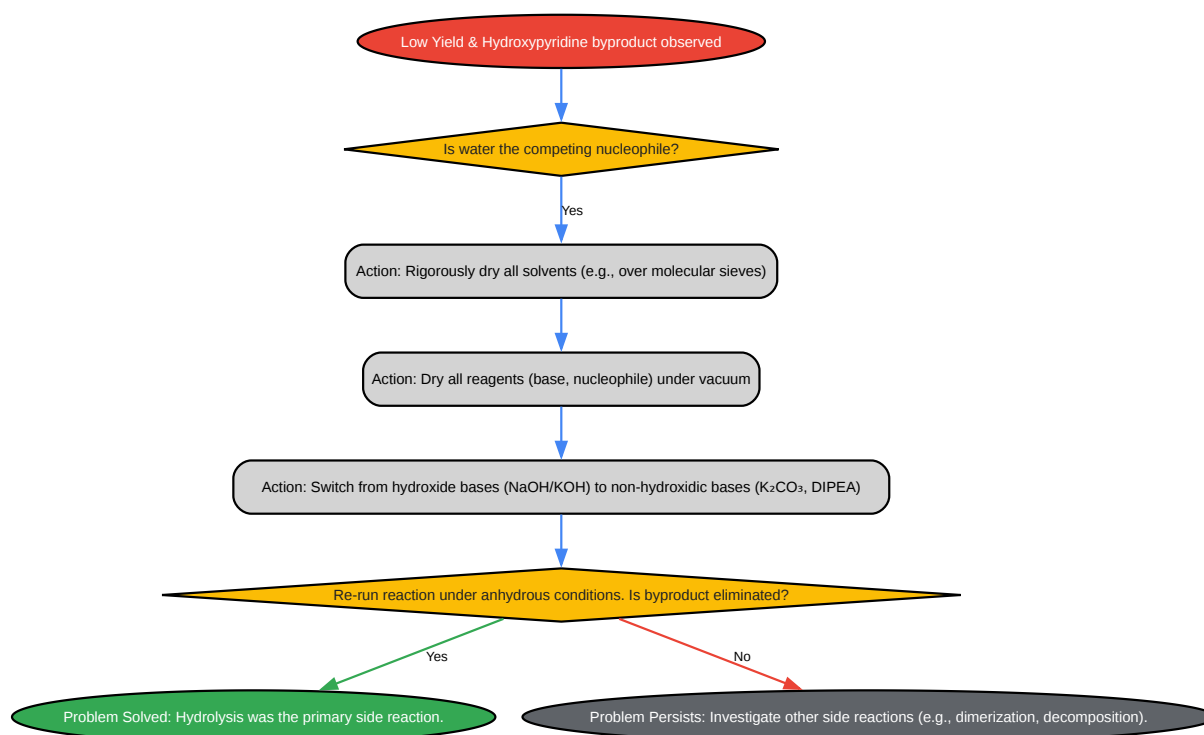 Low Yield & Hydroxypyridine byproduct observed
Is water the competing nucleophile?
Yes
Action: Rigorously dry all solvents (e.g., over molecular sieves)
Action: Dry all reagents (base, nucleophile) under vacuum
Action: Switch from hydroxide bases (NaOH/KOH) to non-hydroxidic bases (K₂CO₃, DIPEA)
Re-run reaction under anhydrous conditions. Is byproduct eliminated?
Yes
No
Problem Solved: Hydrolysis was the primary side reaction.
Problem Persists: Investigate other side reactions (e.g., dimerization, decomposition).